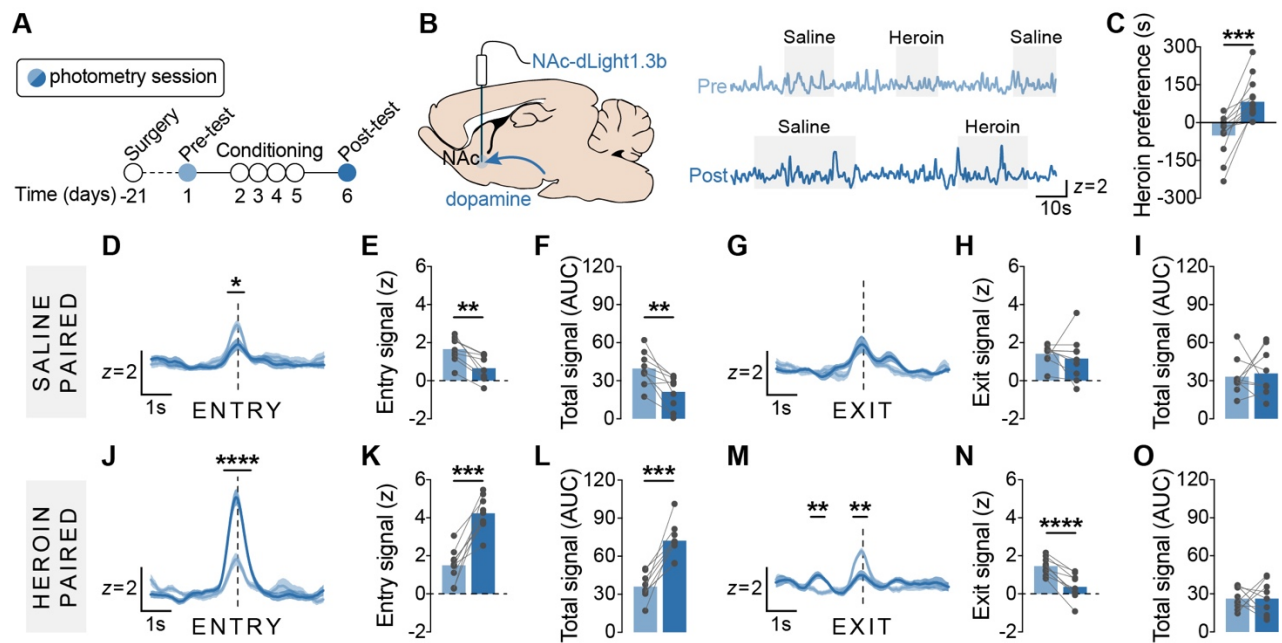 A
photometry session
Surgery
Pre-test
Conditioning
Post-test
Time (days) -21 1 2 3 4 5 6
B
NAc-dLight1.3b
NAc
dopamine
Saline Heroin Saline
Pre
Saline Heroin
Post
z=2
10s
C
Heroin preference (s)
300
150
0
-150
-300
***
SALINE
PAIRED
D
*
z=2
1s
ENTRY
E
Entry signal (z)
6
4
2
0
-2
**
F
Total signal (AUC)
120
90
60
30
0
**
G
z=2
1s
EXIT
H
Exit signal (z)
6
4
2
0
-2
I
Total signal (AUC)
120
90
60
30
0
HEROIN
PAIRED
J
****
z=2
1s
ENTRY
K
Entry signal (z)
6
4
2
0
-2
***
L
Total signal (AUC)
120
90
60
30
0
***
M
** **
z=2
1s
EXIT
N
Exit signal (z)
6
4
2
0
-2
****
O
Total signal (AUC)
120
90
60
30
0